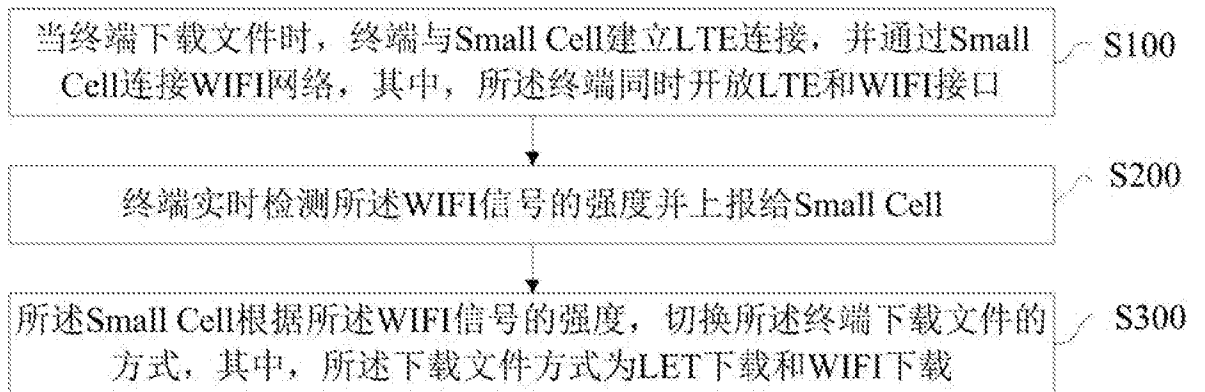 当终端下载文件时，终端与Small Cell建立LTE连接，并通过Small
Cell连接WIFI网络，其中，所述终端同时开放LTE和WIFI接口
S100
终端实时检测所述WIFI信号的强度并上报给Small Cell
S200
所述Small Cell根据所述WIFI信号的强度，切换所述终端下载文件的
方式，其中，所述下载文件方式为LET下载和WIFI下载
S300